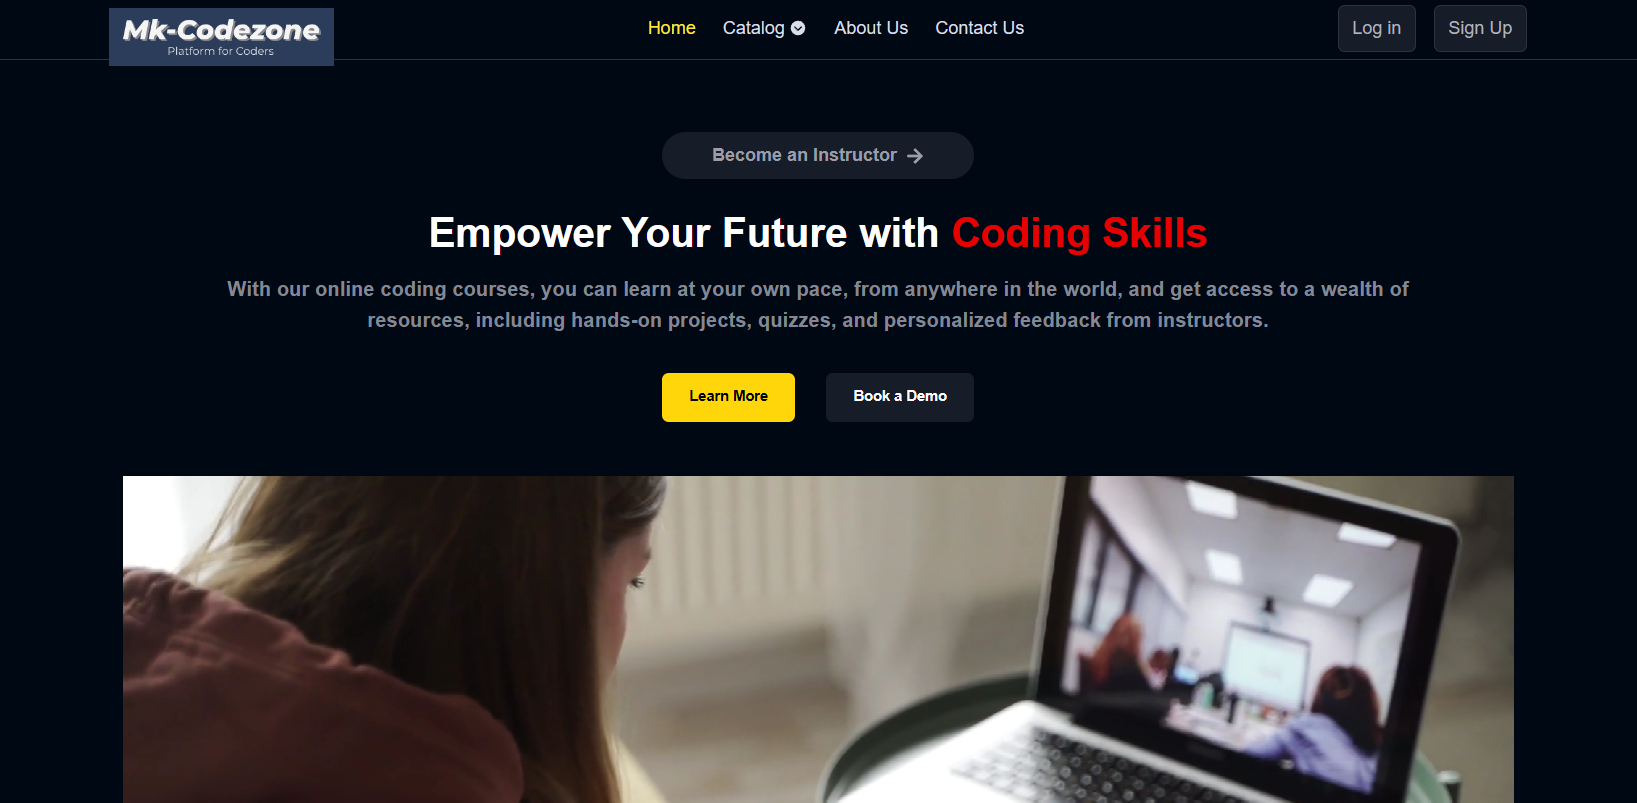 Mk-Codezone
Platform for Coders
Home
Catalog
About Us
Contact Us
Log in
Sign Up
Become an Instructor
Empower Your Future with Coding Skills
With our online coding courses, you can learn at your own pace, from anywhere in the world, and get access to a wealth of
resources, including hands-on projects, quizzes, and personalized feedback from instructors.
Learn More
Book a Demo